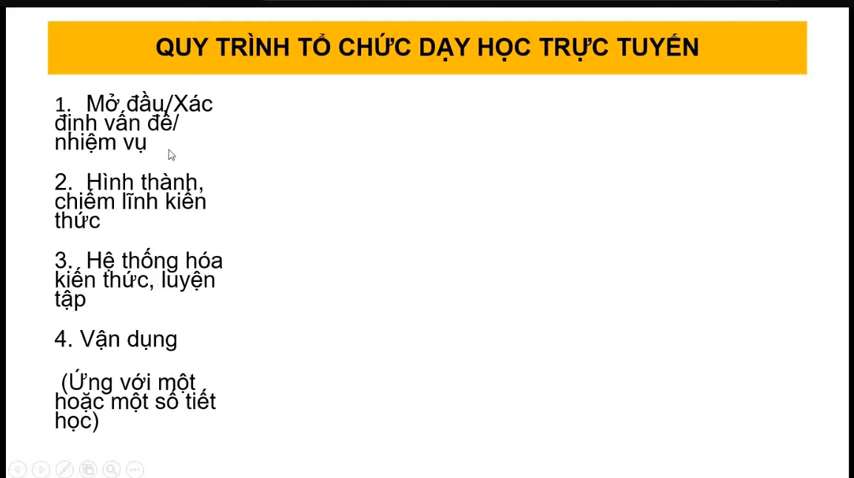 QUY TRÌNH TỔ CHỨC DẠY HỌC TRỰC TUYẾN
1. Mở đầu/Xác
định vấn đề/
nhiệm vụ
2. Hình thành,
chiếm lĩnh kiến
thức
3. Hệ thống hóa
kiến thức, luyện
tập
4. Vận dụng
(Ứng với một
hoặc một số tiết
học)